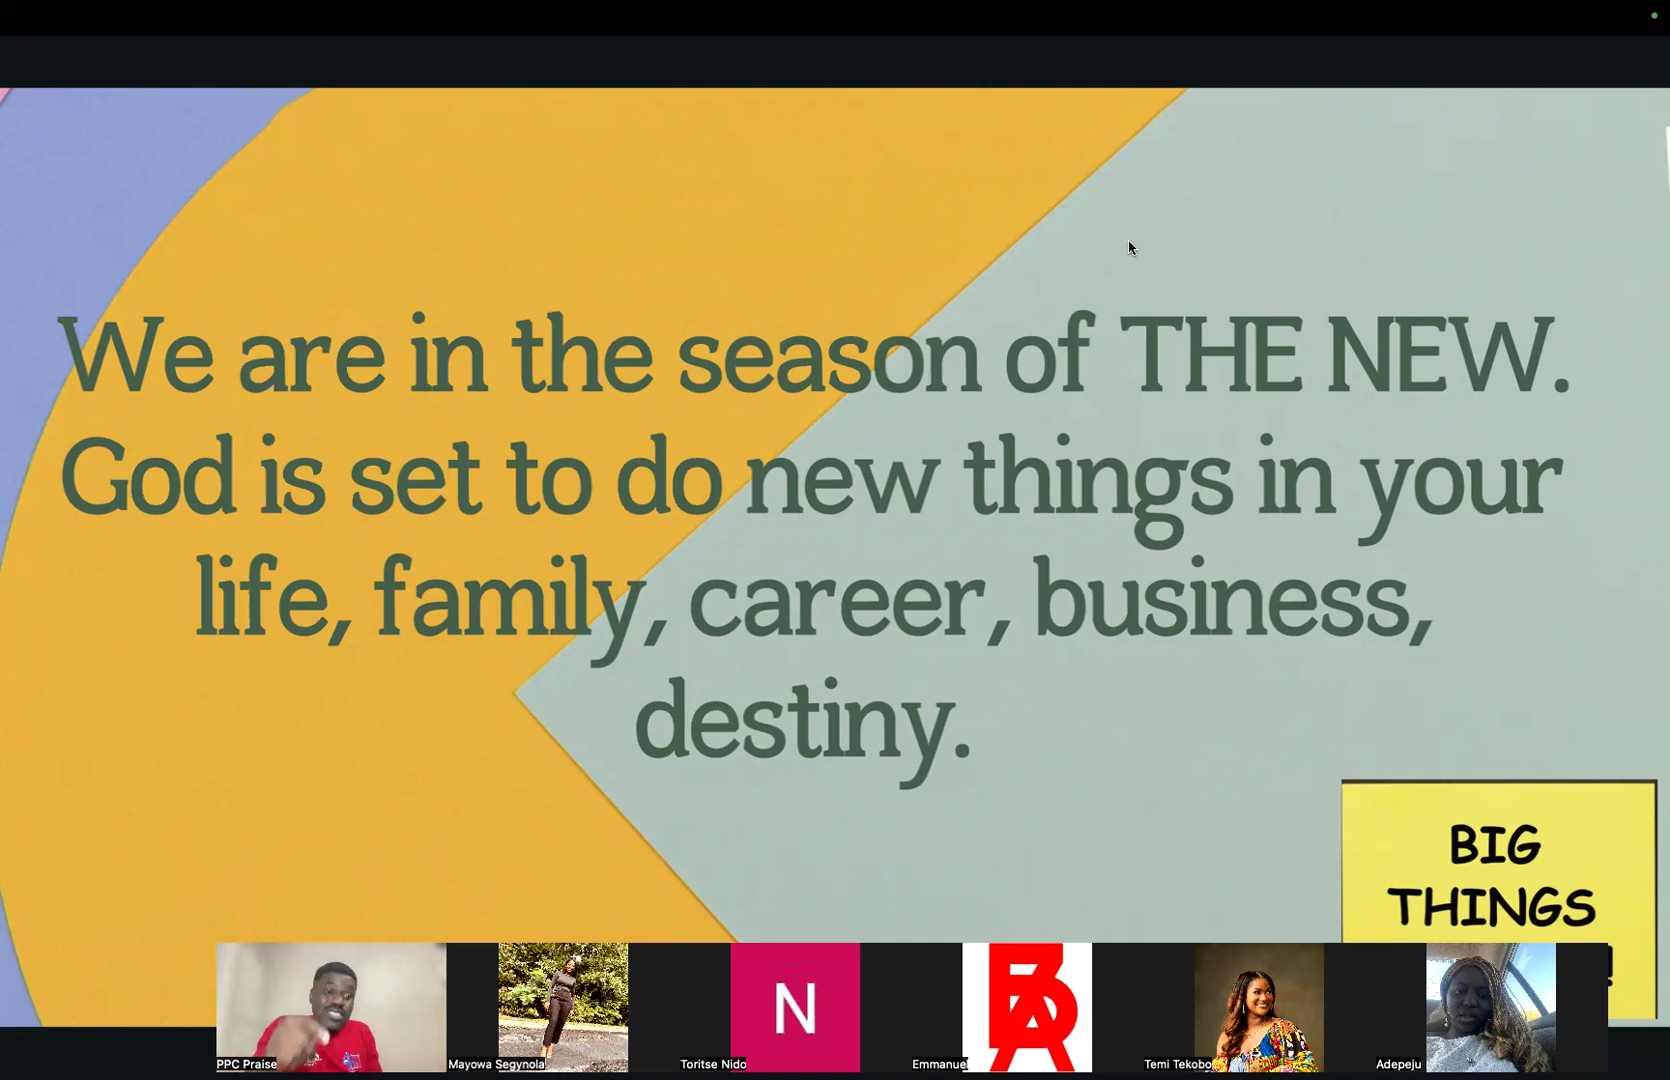 We are in the season of THE NEW.
God is set to do new things in your
life, family, career, business,
destiny.
BIG
THINGS
!
N
BA
PPC Praise
Mayowa Segynola
Toritse Nido
Emmanuel
Temi Tekobo
Adepeju